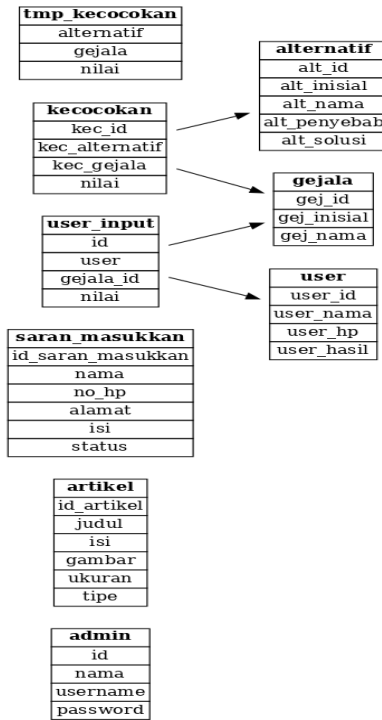 tmp_kecocokan
alternatif
gejala
nilai
kecocokan
kec_id
kec_alternatif
kec_gejala
nilai
user_input
id
user
gejala_id
nilai
saran_masukkan
id_saran_masukkan
nama
no_hp
alamat
isi
status
artikel
id_artikel
judul
isi
gambar
ukuran
tipe
admin
id
nama
username
password
alternatif
alt_id
alt_inisial
alt_nama
alt_penyebab
alt_solusi
gejala
gej_id
gej_inisial
gej_nama
user
user_id
user_nama
user_hp
user_hasil